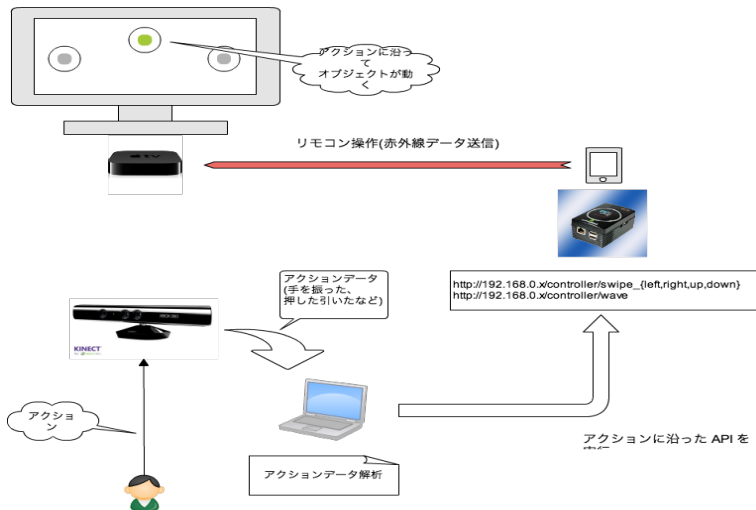 アクションに沿っ
て
オブジェクトが動
く
リモコン操作(赤外線データ送信)
tv
http://192.168.0.x/controller/swipe_{left,right,up,down}
http://192.168.0.x/controller/wave
アクションデータ
(手を振った、
押した引いたなど)
XBOX 360
KINECT
アクショ
ン
アクションデータ解析
アクションに沿った API を